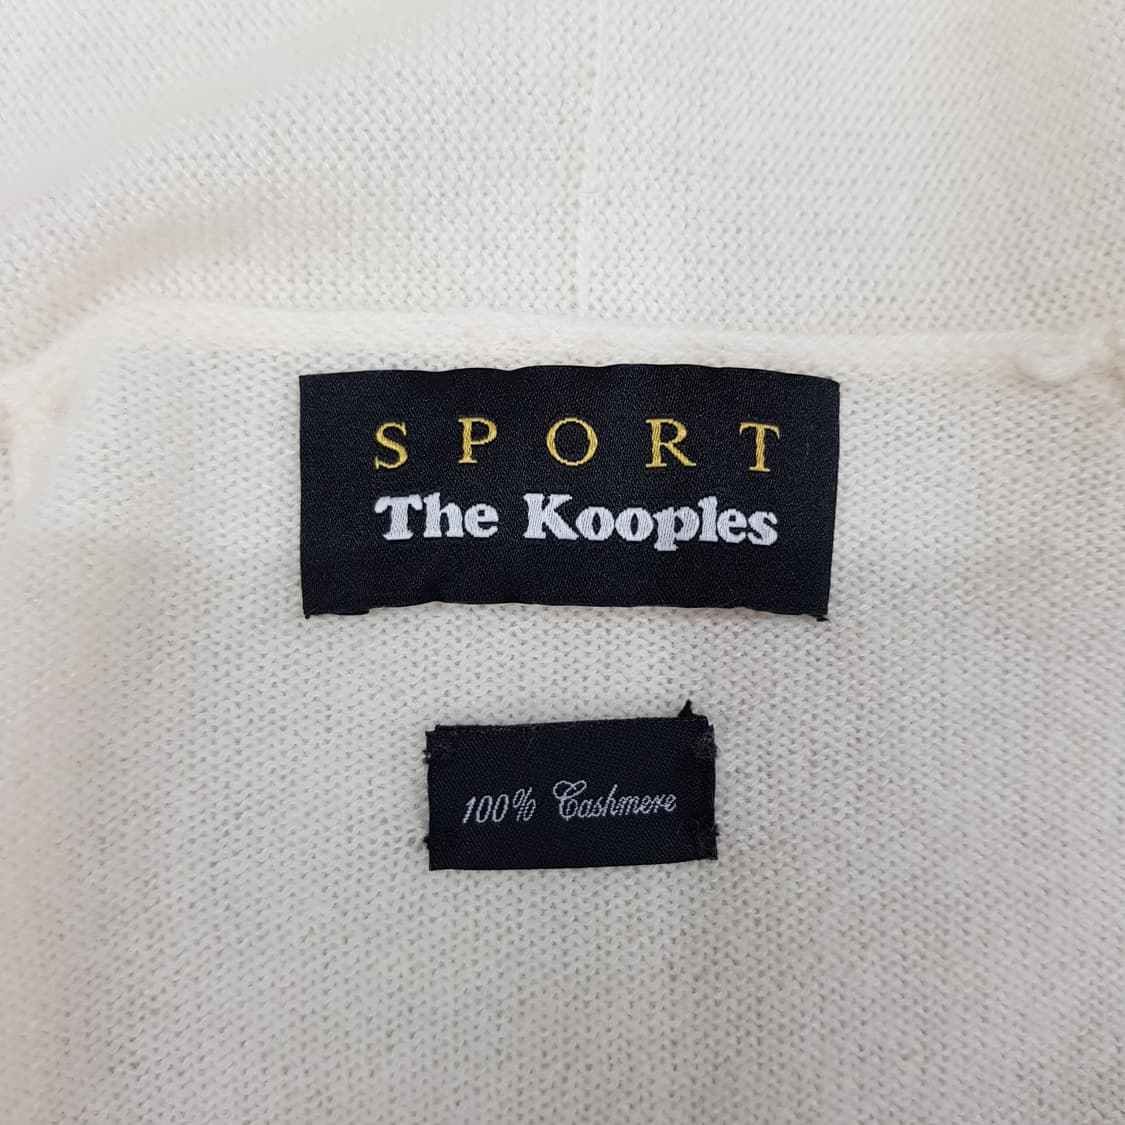 SPORT
The Kooples
100% Cashmere